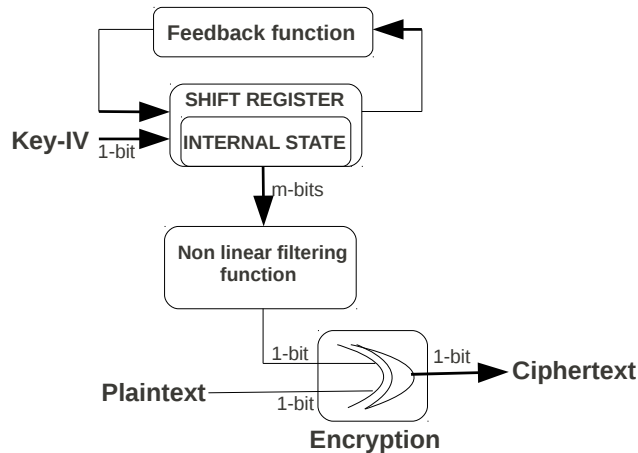 Feedback function
SHIFT REGISTER
Key-IV
1-bit
INTERNAL STATE
m-bits
Non linear filtering
function
1-bit
1-bit
Ciphertext
Plaintext
1-bit
Encryption